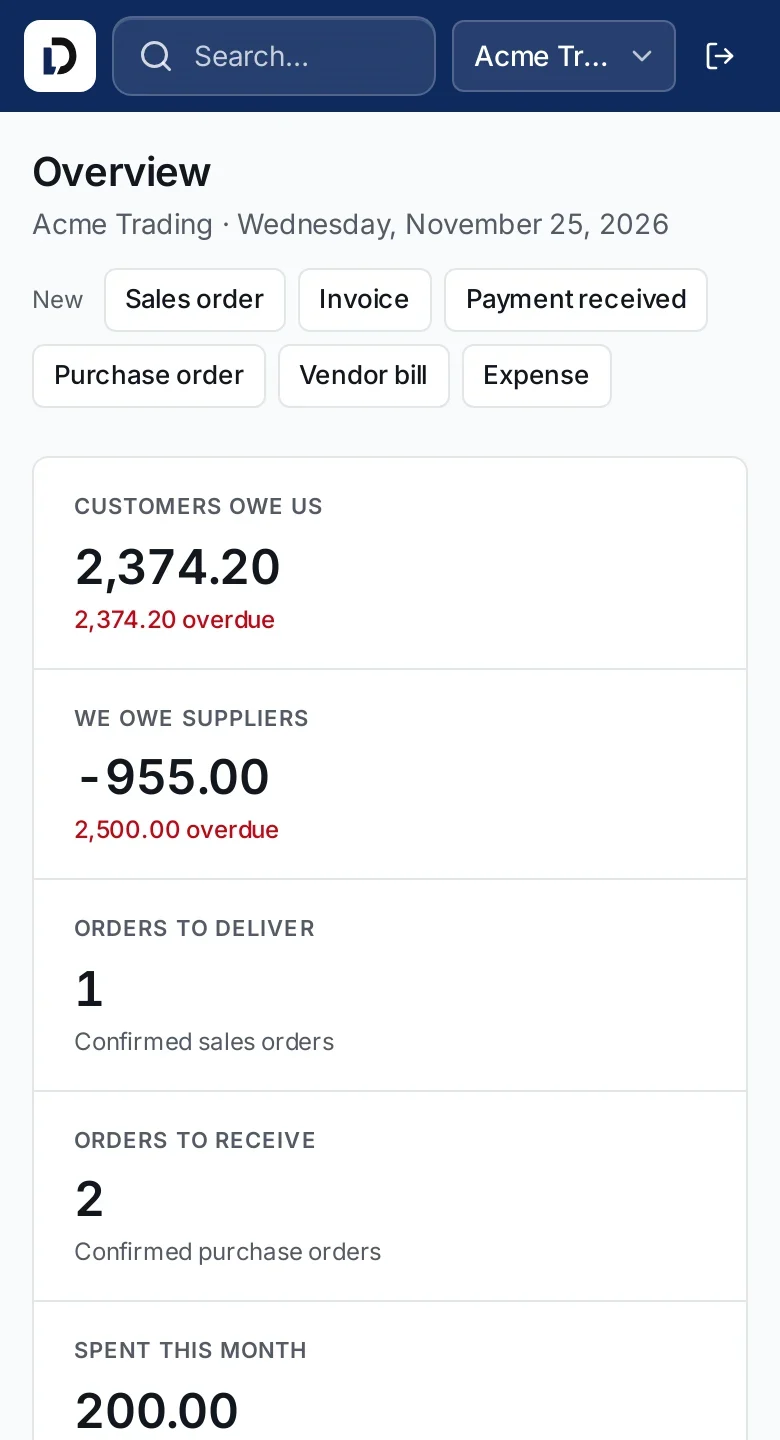 Search...
Acme Tr...
Overview
Acme Trading · Wednesday, November 25, 2026
New Sales order Invoice Payment received
Purchase order Vendor bill Expense
CUSTOMERS OWE US
2,374.20
2,374.20 overdue
WE OWE SUPPLIERS
-955.00
2,500.00 overdue
ORDERS TO DELIVER
1
Confirmed sales orders
ORDERS TO RECEIVE
2
Confirmed purchase orders
SPENT THIS MONTH
200.00